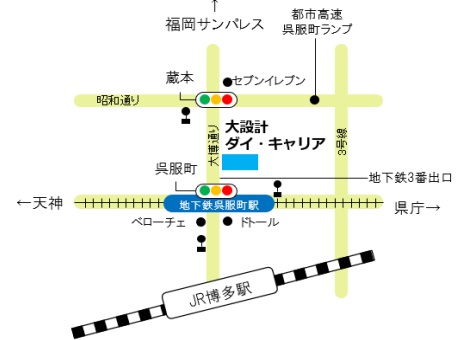 ↑
福岡サンパレス
都市高速
呉服町ランプ
蔵本
セブンイレブン
昭和通り
大博通り
大設計
ダイ・キャリア
3号線
呉服町
地下鉄3番出口
←天神
地下鉄呉服町駅
県庁→
ベローチェ
ドトール
JR博多駅